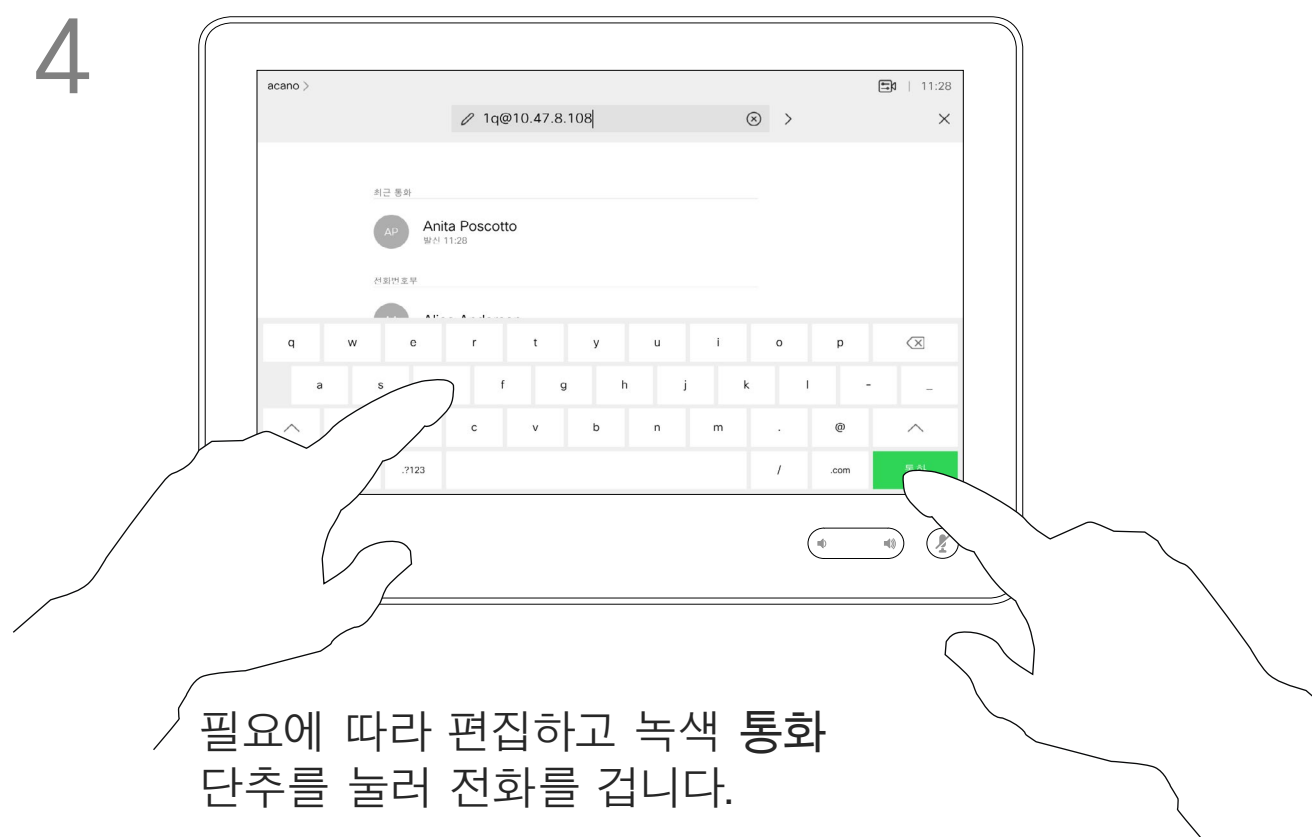 4
acano >
11:28
1q@10.47.8.108
최근 통화
AP
Anita Poscotto
발신 11:28
전화번호부
q w e r t y u i o p
a s f g h j k l - _
c v b n m . @
.?123 / .com
필요에 따라 편집하고 녹색 통화
단추를 눌러 전화를 겁니다.